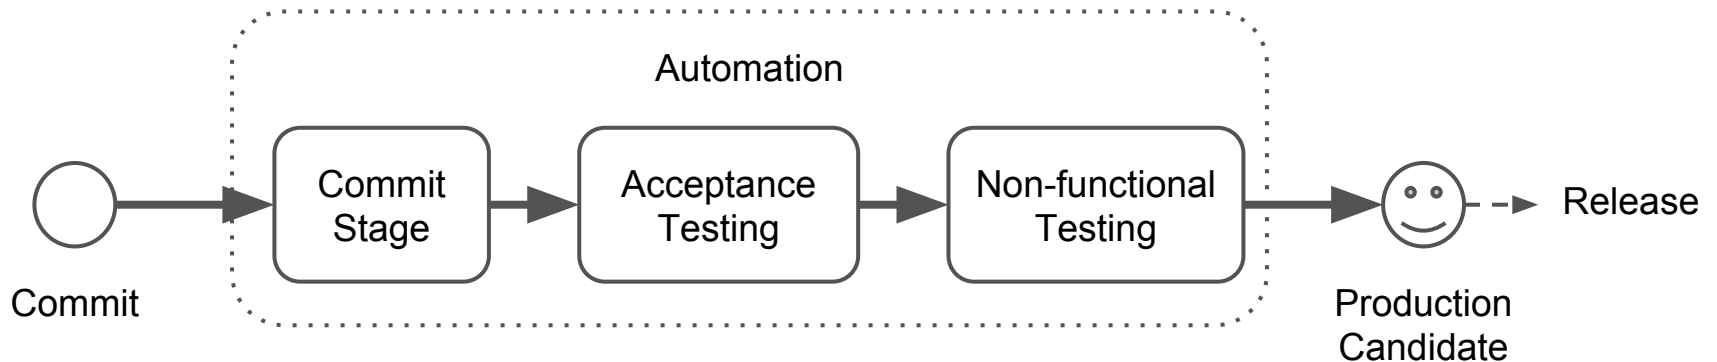 Automation
Commit
Stage
Acceptance
Testing
Non-functional
Testing
Release
Commit
Production
Candidate